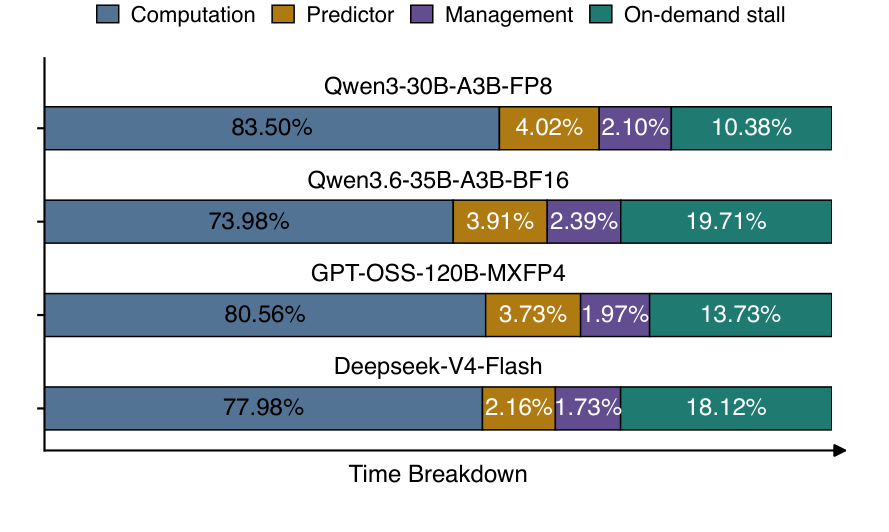 Computation Predictor Management On-demand stall
Qwen3-30B-A3B-FP8
83.50% 4.02% 2.10% 10.38%
Qwen3.6-35B-A3B-BF16
73.98% 3.91% 2.39% 19.71%
GPT-OSS-120B-MXFP4
80.56% 3.73% 1.97% 13.73%
Deepseek-V4-Flash
77.98% 2.16% 1.73% 18.12%
Time Breakdown